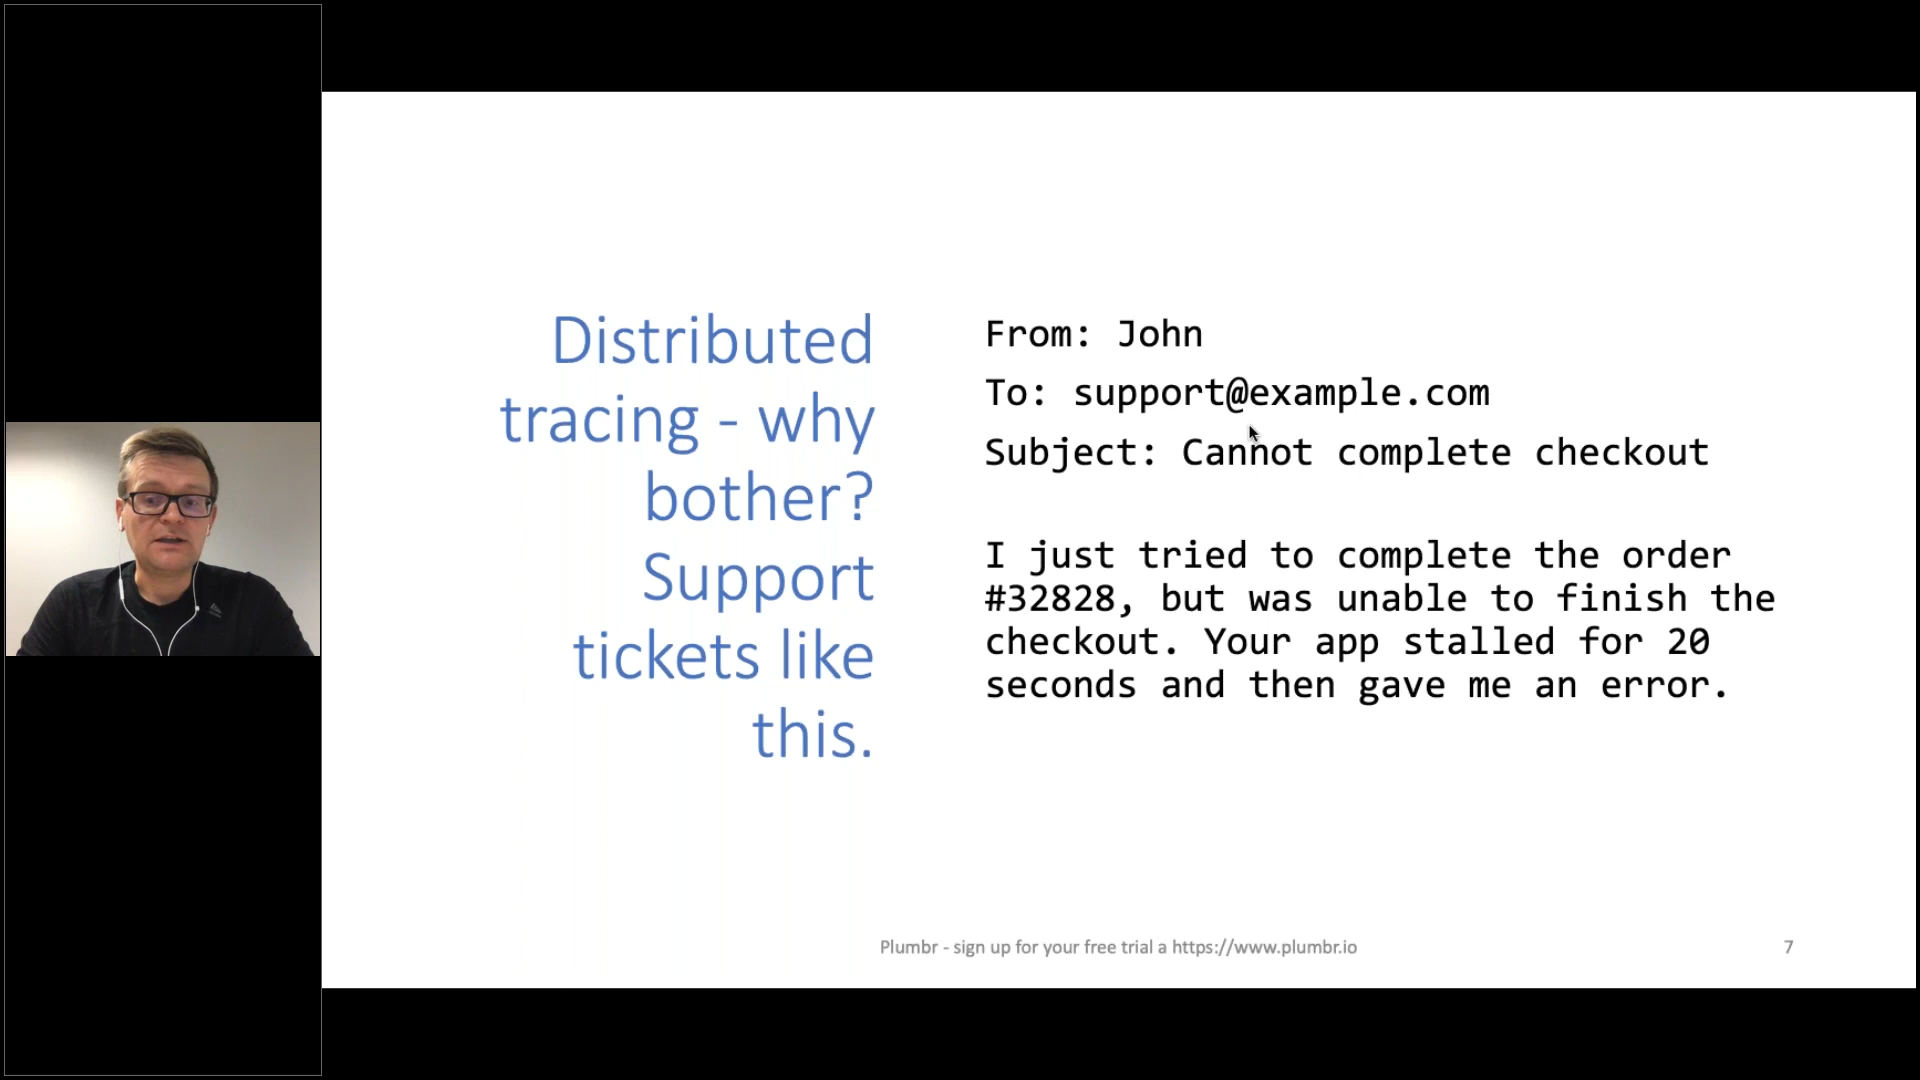 Distributed
tracing - why
bother?
Support
tickets like
this.
From: John
To: support@example.com
Subject: Cannot complete checkout
I just tried to complete the order
#32828, but was unable to finish the
checkout. Your app stalled for 20
seconds and then gave me an error.
Plumbr - sign up for your free trial a https://www.plumbr.io
7